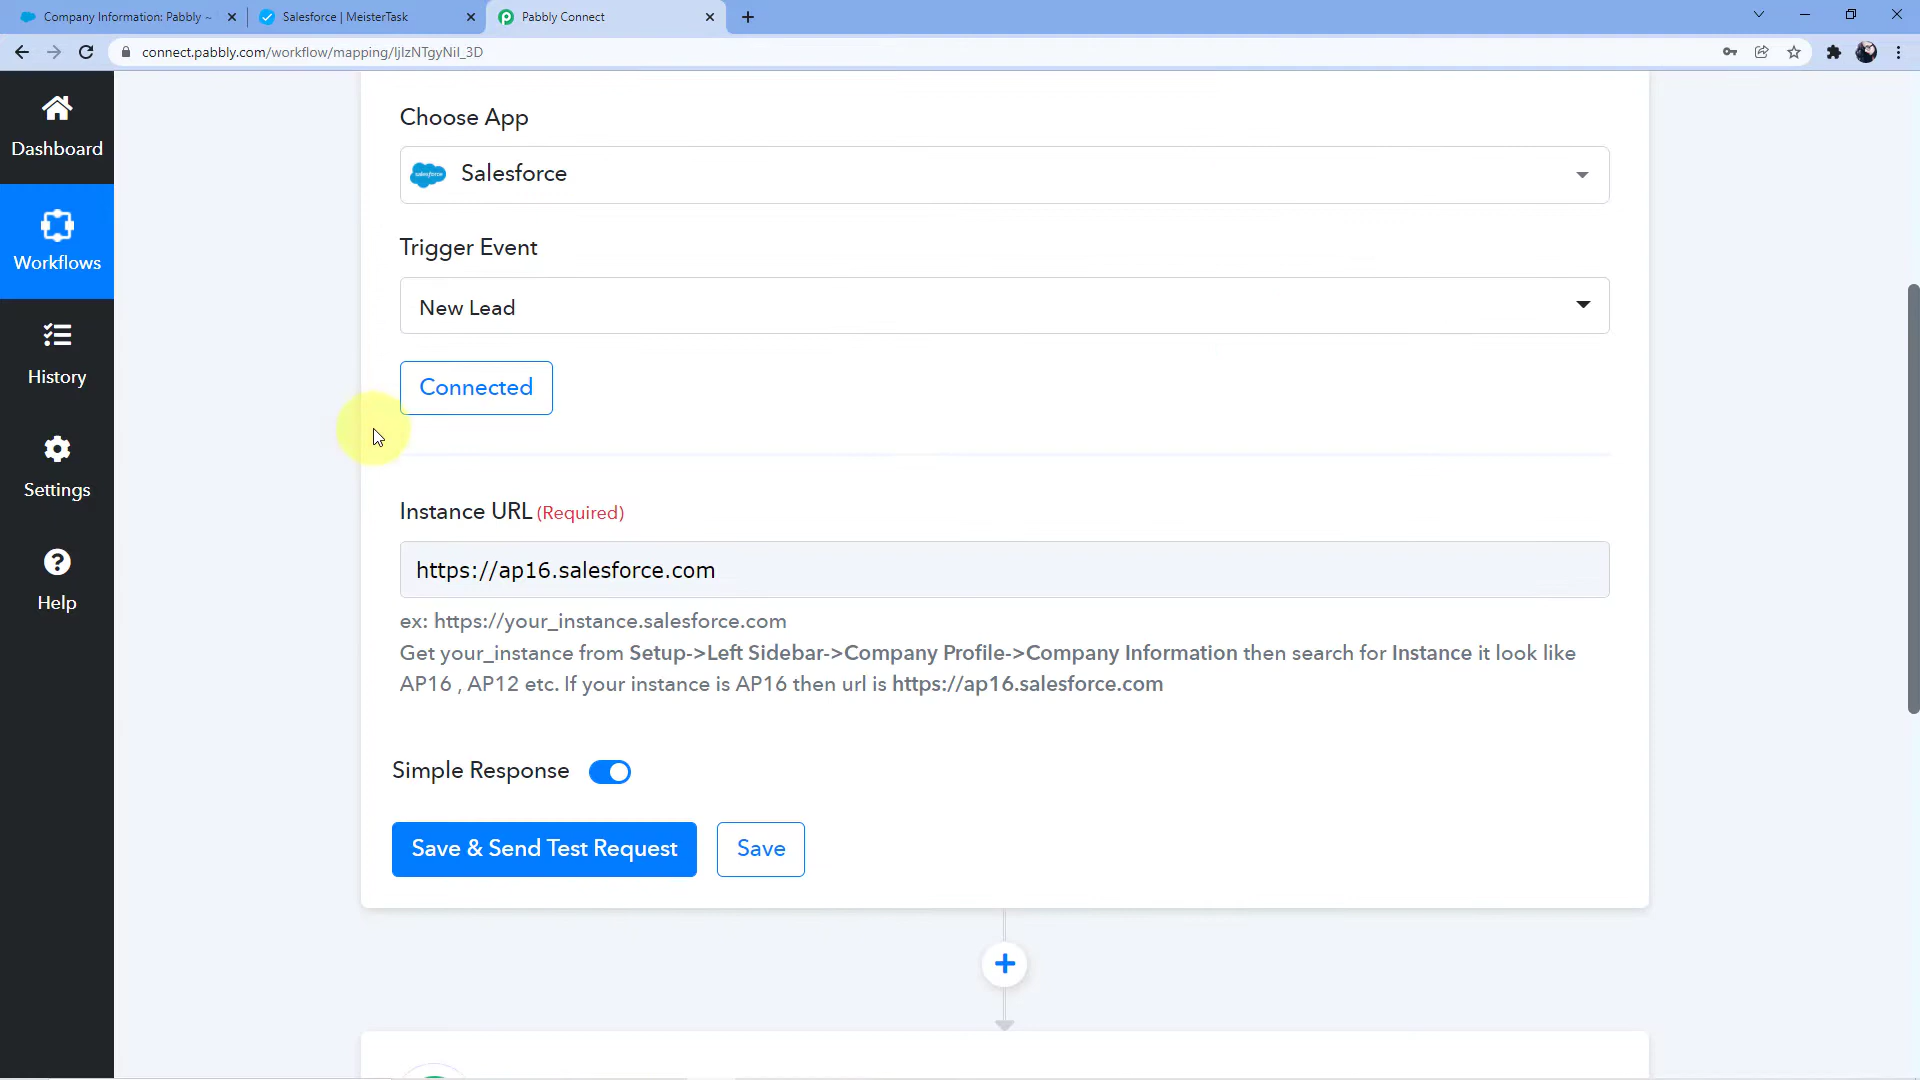 Company Information: Pabbly ~
Salesforce | MeisterTask
Pabbly Connect
connect.pabbly.com/workflow/mapping/IjIzNTgyNiI_3D
Dashboard
Workflows
History
Settings
Help
Choose App
salesforce
Salesforce
Trigger Event
New Lead
Connected
Instance URL (Required)
https://ap16.salesforce.com
ex: https://your_instance.salesforce.com
Get your_instance from Setup->Left Sidebar->Company Profile->Company Information then search for Instance it look like
AP16 , AP12 etc. If your instance is AP16 then url is https://ap16.salesforce.com
Simple Response
Save & Send Test Request
Save